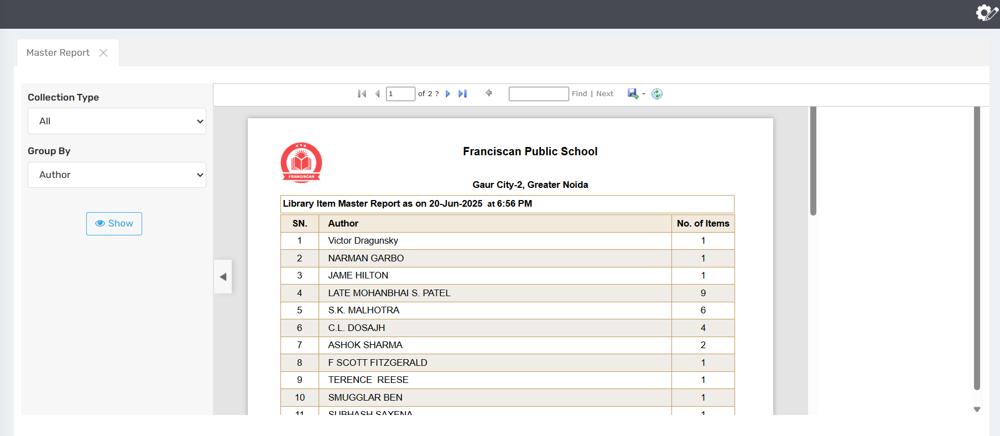 Master Report
Collection Type
All
Group By
Author
Show
1 of 2 ? Find | Next
FRANCISCAN
Franciscan Public School
Gaur City-2, Greater Noida
Library Item Master Report as on 20-Jun-2025 at 6:56 PM
SN. Author No. of Items
1 Victor Dragunsky 1
2 NARMAN GARBO 1
3 JAME HILTON 1
4 LATE MOHANBHAI S. PATEL 9
5 S.K. MALHOTRA 6
6 C.L. DOSAJH 4
7 ASHOK SHARMA 2
8 F SCOTT FITZGERALD 1
9 TERENCE  REESE 1
10 SMUGGLAR BEN 1
11 SUBHASH SAXENA 1